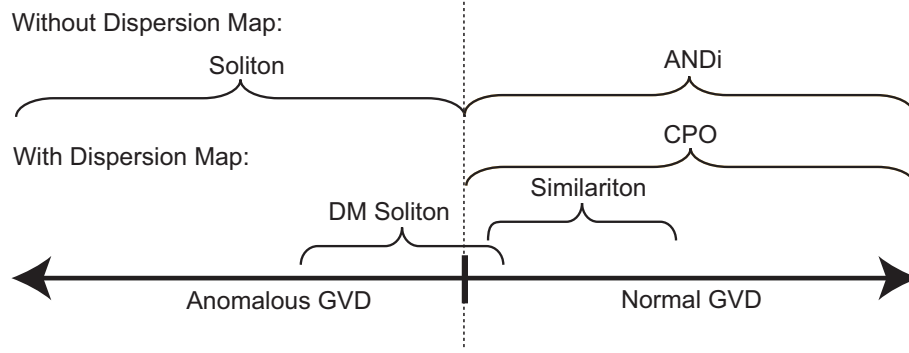 Without Dispersion Map:
Soliton
ANDi
With Dispersion Map:
CPO
Similariton
DM Soliton
Anomalous GVD
Normal GVD